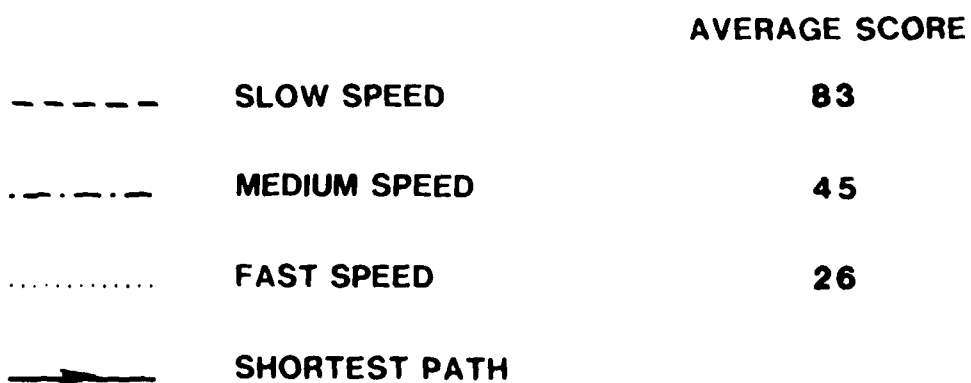 AVERAGE SCORE
SLOW SPEED 83
MEDIUM SPEED 45
FAST SPEED 26
SHORTEST PATH